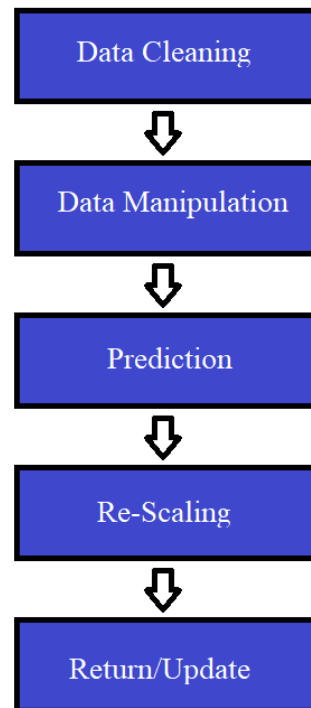 Data Cleaning
Data Manipulation
Prediction
Re-Scaling
Return/Update